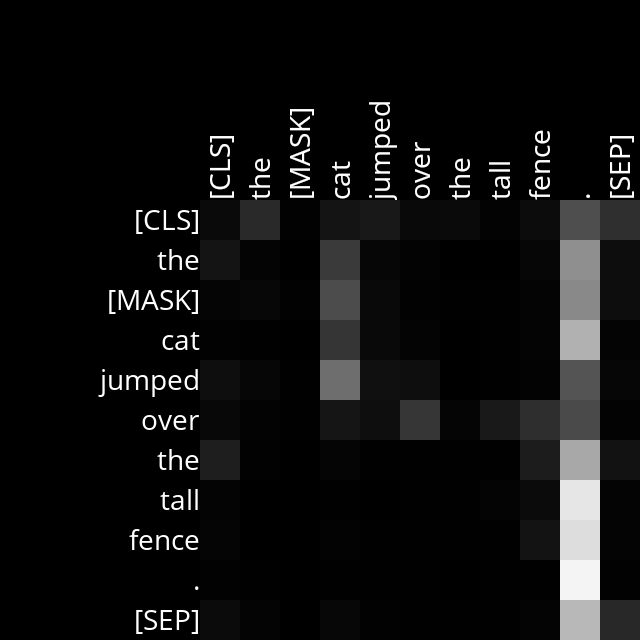 [CLS] the [MASK] cat jumped over the tall fence . [SEP]
[CLS]
the
[MASK]
cat
jumped
over
the
tall
fence
.
[SEP]